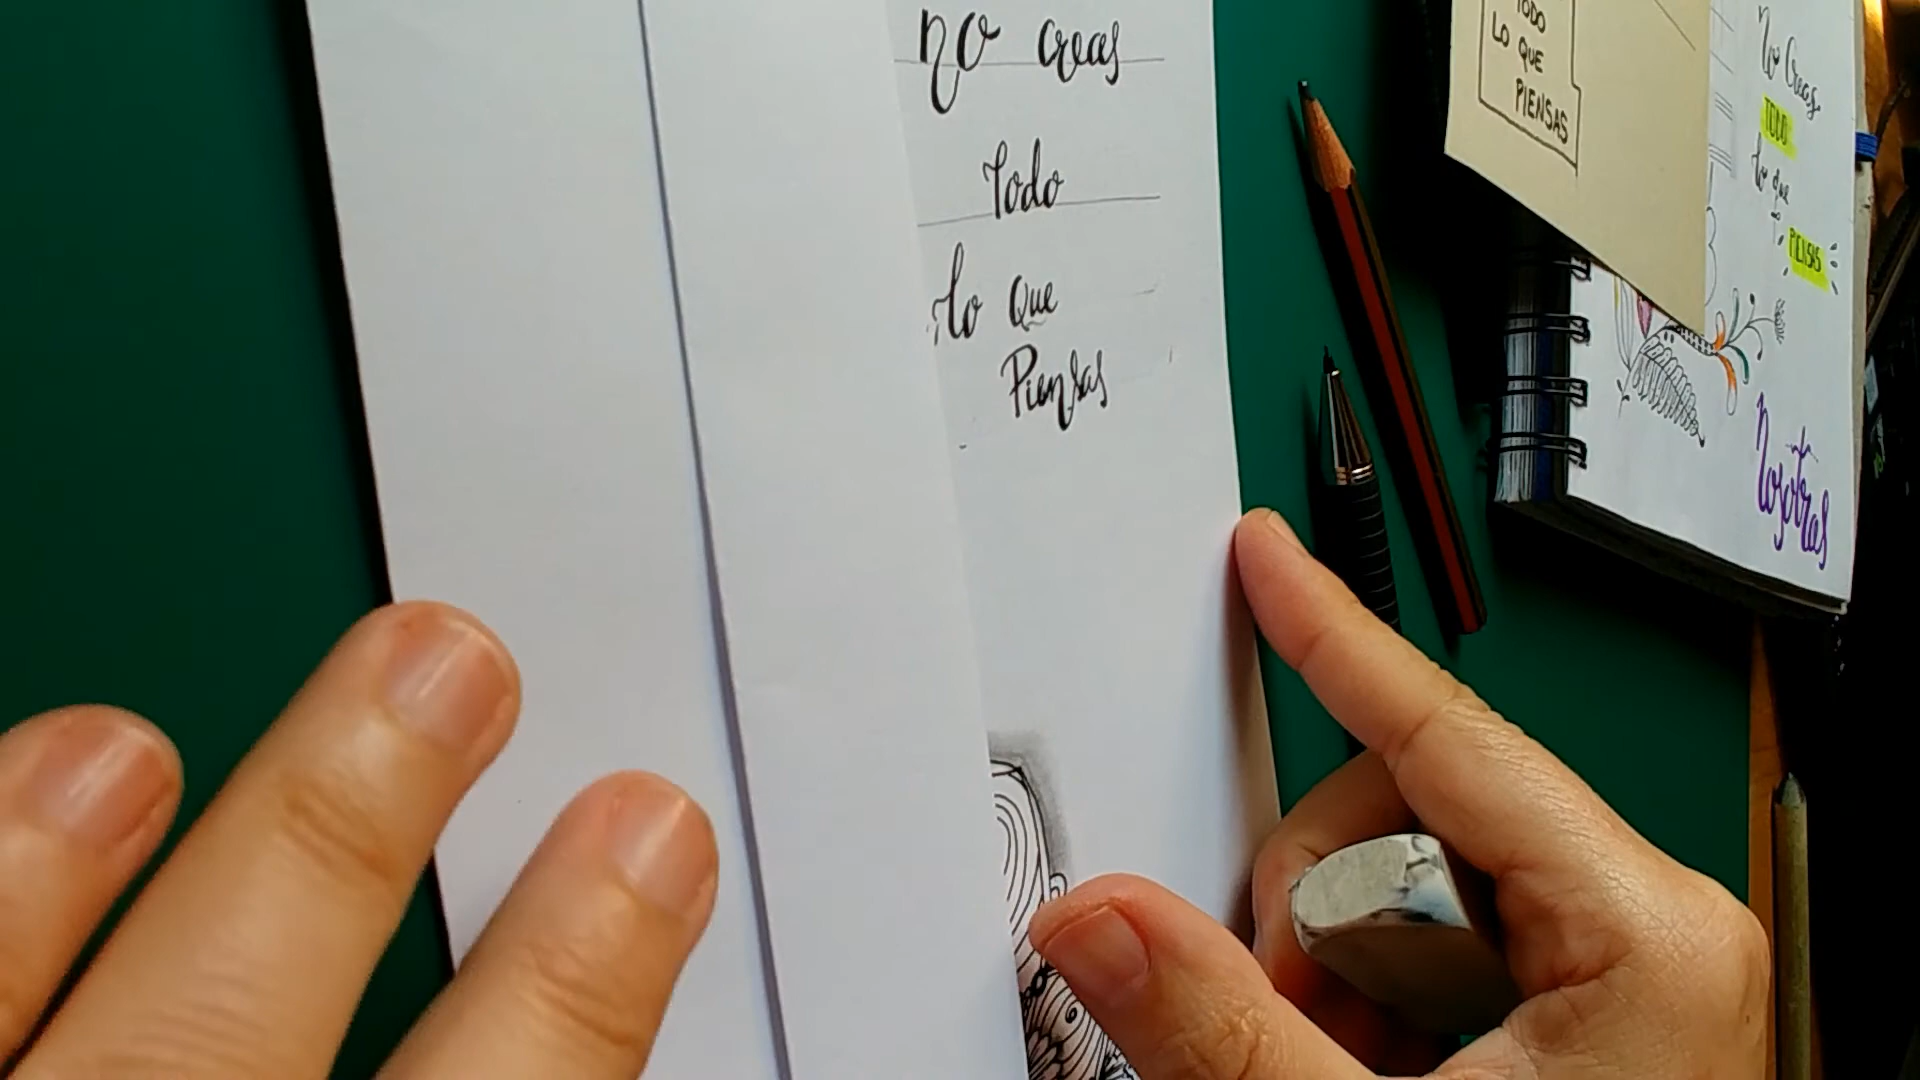 no creas
Todo
lo Que
Piensas
TODO
LO QUE
PIENSAS
No Creas
TODO
lo que
PIENSAS
Nosotras